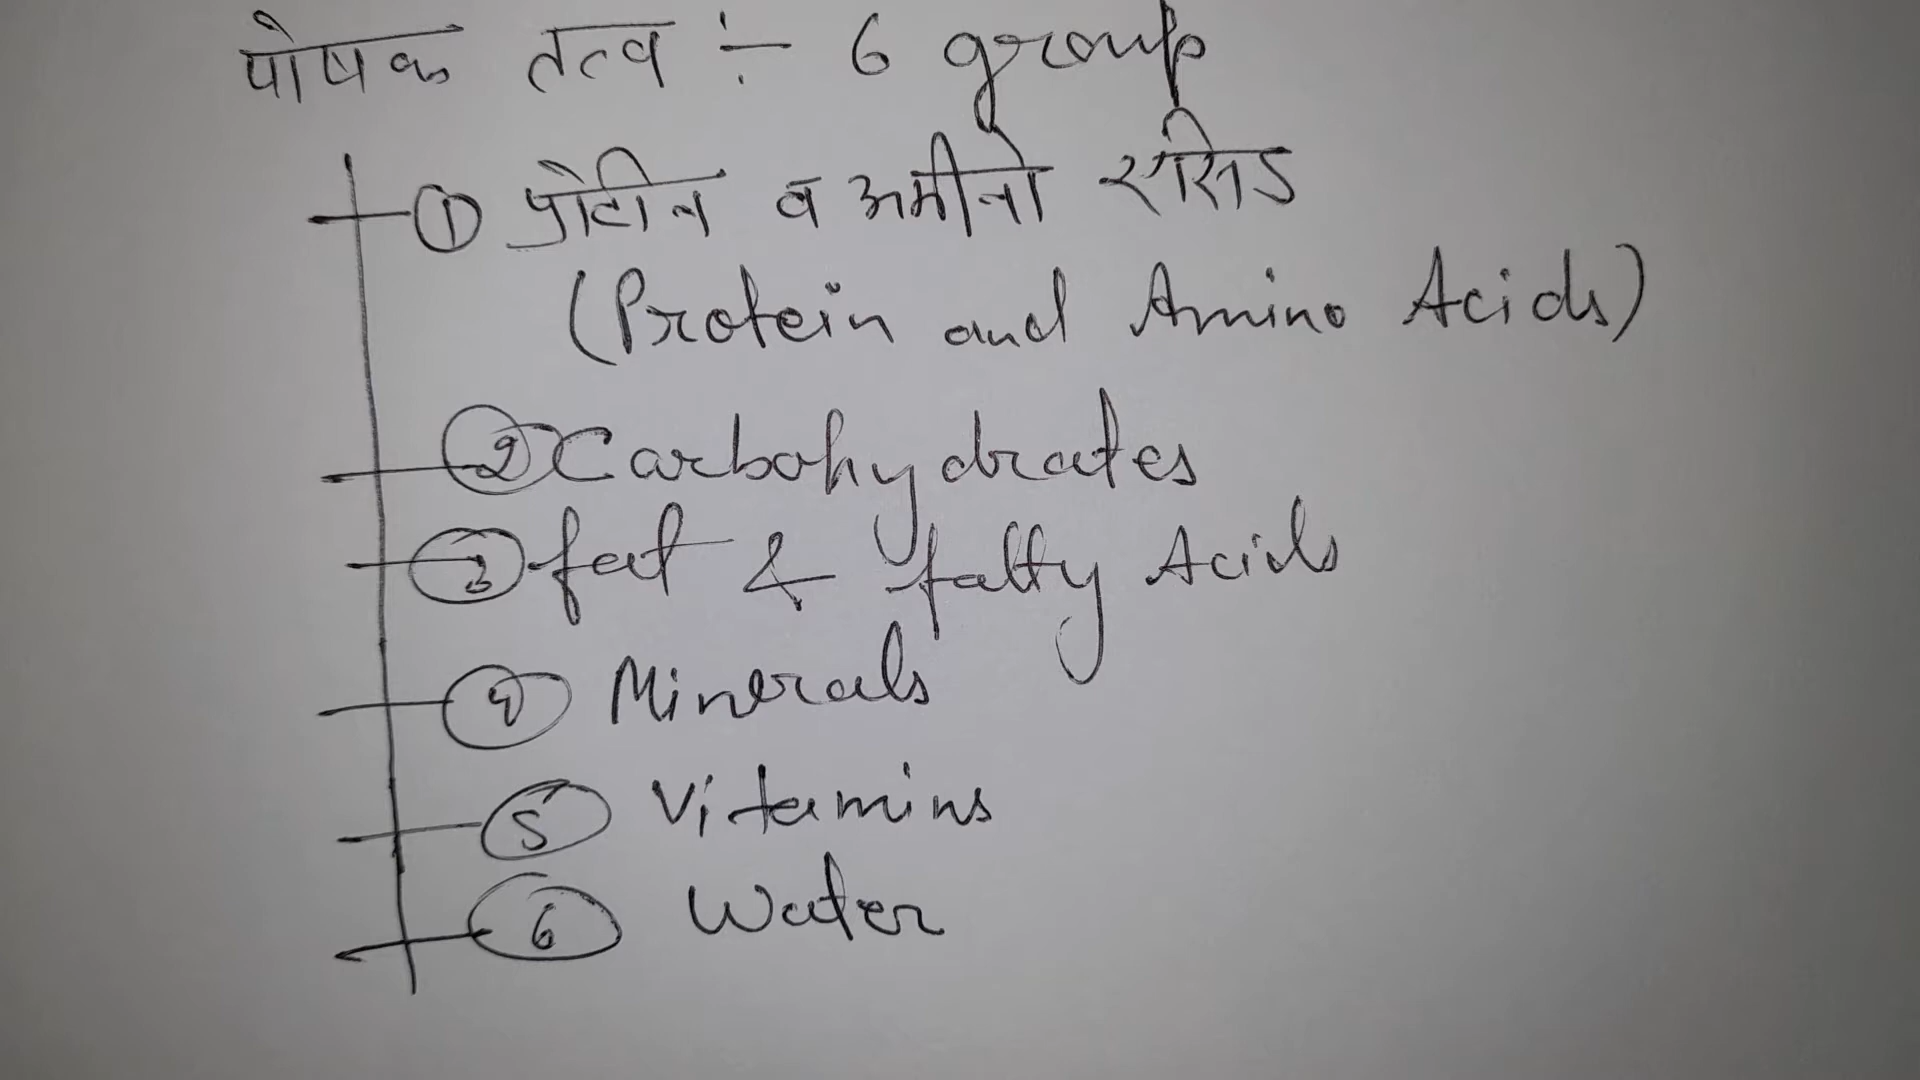 पोषक तत्व ÷ 6 group
① प्रोटीन व अमीनो एसिड
(Protein and Amino Acids)
② Carbohydrates
③ fat & fatty Acids
④ Minerals
⑤ Vitamins
⑥ Water